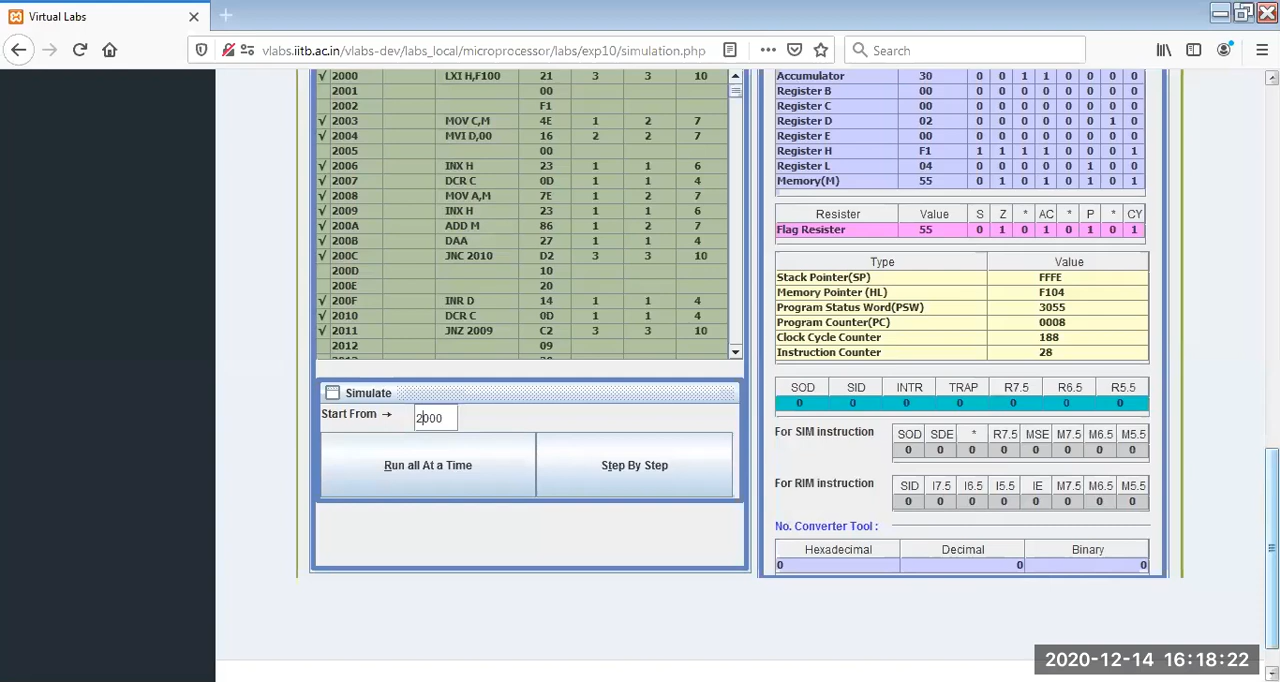 Virtual Labs
vlabs.iitb.ac.in/vlabs-dev/labs_local/microprocessor/labs/exp10/simulation.php
Search
√ 2000 LXI H,F100 21 3 3 10
2001 00
2002 F1
√ 2003 MOV C,M 4E 1 2 7
√ 2004 MVI D,00 16 2 2 7
2005 00
√ 2006 INX H 23 1 1 6
√ 2007 DCR C 0D 1 1 4
√ 2008 MOV A,M 7E 1 2 7
√ 2009 INX H 23 1 1 6
√ 200A ADD M 86 1 2 7
√ 200B DAA 27 1 1 4
√ 200C JNC 2010 D2 3 3 10
200D 10
200E 20
√ 200F INR D 14 1 1 4
√ 2010 DCR C 0D 1 1 4
√ 2011 JNZ 2009 C2 3 3 10
2012 09
Simulate
Start From → 2000
Run all At a Time Step By Step
Accumulator 30 0 0 1 1 0 0 0 0
Register B 00 0 0 0 0 0 0 0 0
Register C 00 0 0 0 0 0 0 0 0
Register D 02 0 0 0 0 0 0 1 0
Register E 00 0 0 0 0 0 0 0 0
Register H F1 1 1 1 1 0 0 0 1
Register L 04 0 0 0 0 0 1 0 0
Memory(M) 55 0 1 0 1 0 1 0 1
Resister Value S Z * AC * P * CY
Flag Resister 55 0 1 0 1 0 1 0 1
Type Value
Stack Pointer(SP) FFFE
Memory Pointer (HL) F104
Program Status Word(PSW) 3055
Program Counter(PC) 0008
Clock Cycle Counter 188
Instruction Counter 28
SOD SID INTR TRAP R7.5 R6.5 R5.5
0 0 0 0 0 0 0
For SIM instruction SOD SDE * R7.5 MSE M7.5 M6.5 M5.5
0 0 0 0 0 0 0 0
For RIM instruction SID I7.5 I6.5 I5.5 IE M7.5 M6.5 M5.5
0 0 0 0 0 0 0 0
No. Converter Tool :
Hexadecimal Decimal Binary
0 0 0
2020-12-14 16:18:22